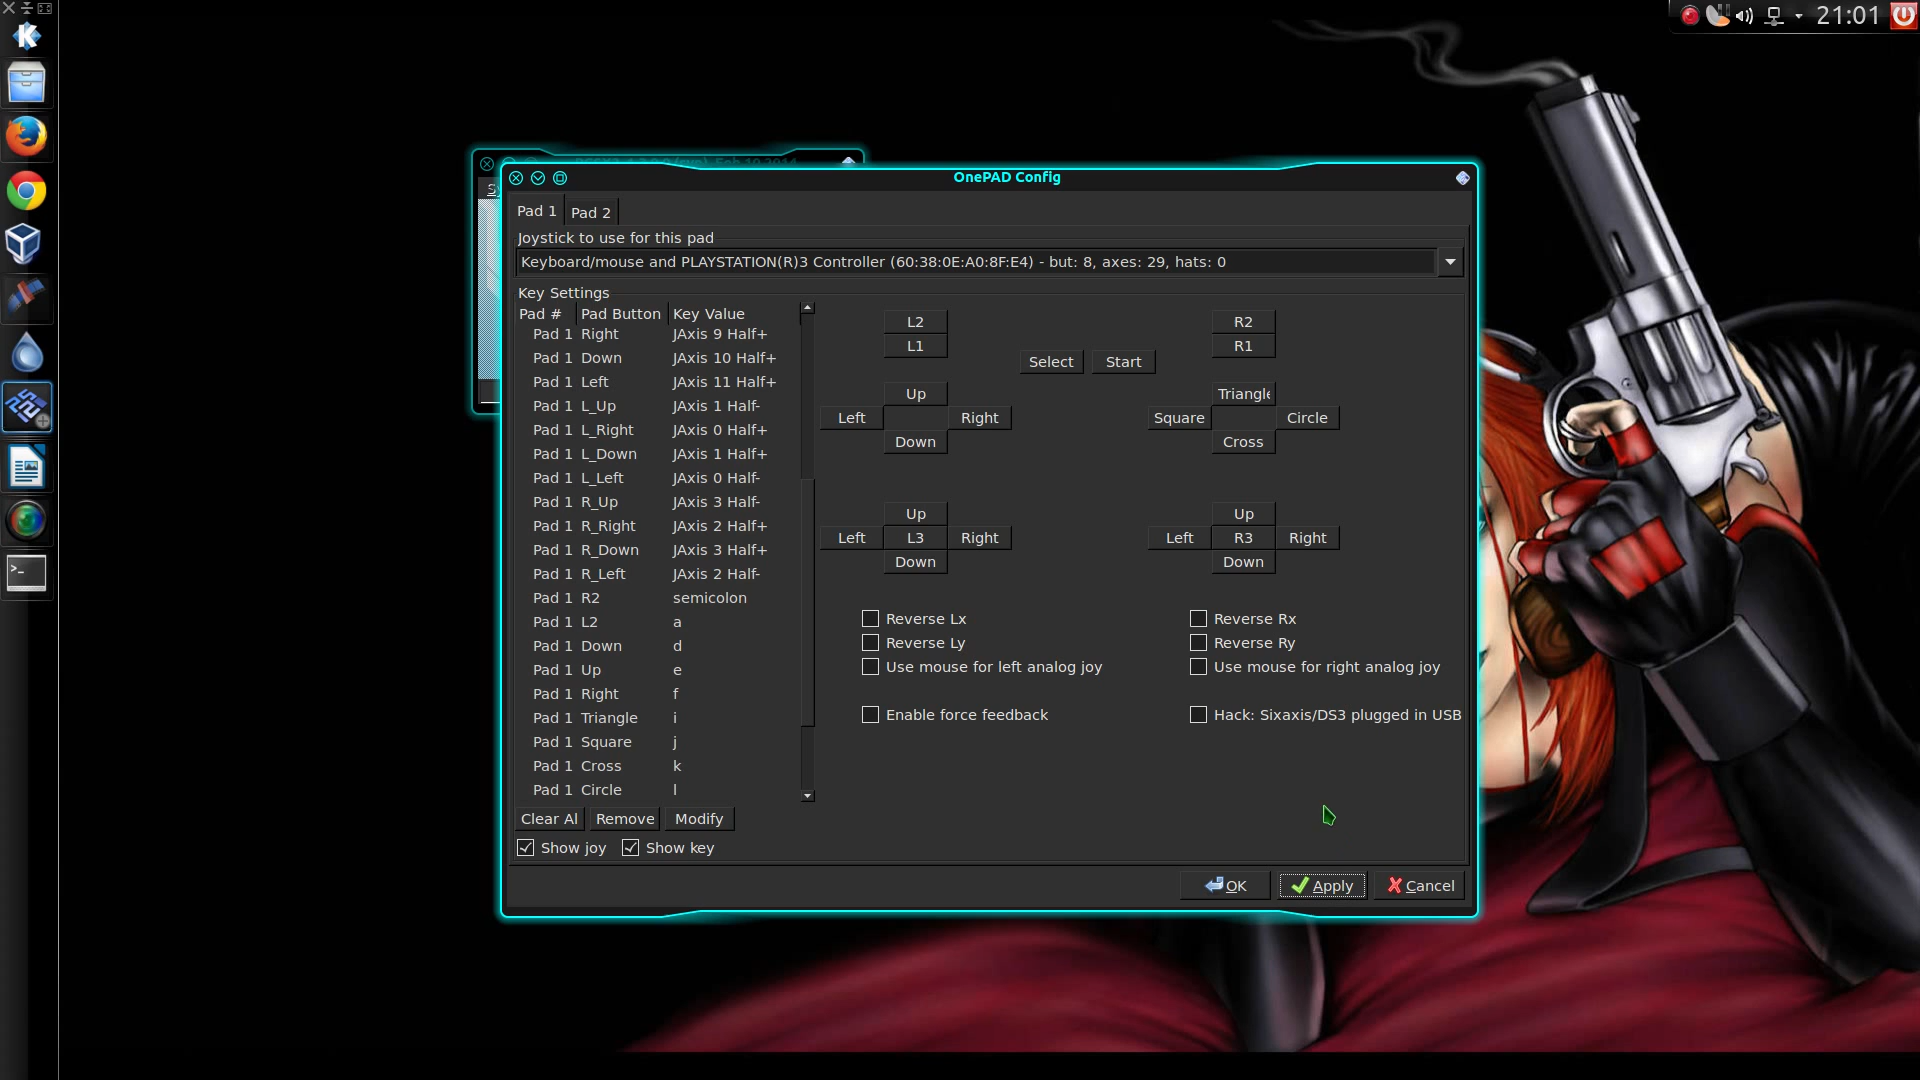 21:01
PCSX2 1.3.0.0 (svn) Feb 10 2014
OnePAD Config
Pad 1 Pad 2
Joystick to use for this pad
Keyboard/mouse and PLAYSTATION(R)3 Controller (60:38:0E:A0:8F:E4) - but: 8, axes: 29, hats: 0
Key Settings
Pad # Pad Button Key Value
Pad 1 Right JAxis 9 Half+
Pad 1 Down JAxis 10 Half+
Pad 1 Left JAxis 11 Half+
Pad 1 L_Up JAxis 1 Half-
Pad 1 L_Right JAxis 0 Half+
Pad 1 L_Down JAxis 1 Half+
Pad 1 L_Left JAxis 0 Half-
Pad 1 R_Up JAxis 3 Half-
Pad 1 R_Right JAxis 2 Half+
Pad 1 R_Down JAxis 3 Half+
Pad 1 R_Left JAxis 2 Half-
Pad 1 R2 semicolon
Pad 1 L2 a
Pad 1 Down d
Pad 1 Up e
Pad 1 Right f
Pad 1 Triangle i
Pad 1 Square j
Pad 1 Cross k
Pad 1 Circle l
Clear Al Remove Modify
Show joy Show key
L2 R2
L1 R1
Select Start
Up Triangle
Left Right Square Circle
Down Cross
Up Up
Left L3 Right Left R3 Right
Down Down
Reverse Lx Reverse Rx
Reverse Ly Reverse Ry
Use mouse for left analog joy Use mouse for right analog joy
Enable force feedback Hack: Sixaxis/DS3 plugged in USB
OK Apply Cancel